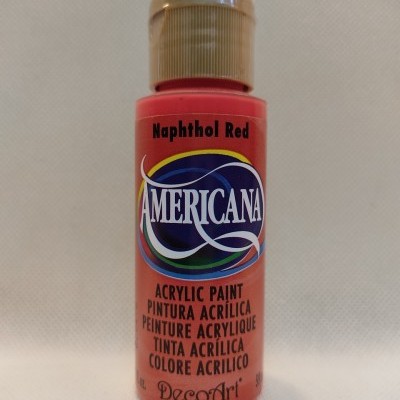 Naphthol Red
AMERICANA
ACRYLIC PAINT
PINTURA ACRÍLICA
PEINTURE ACRYLIQUE
TINTA ACRÍLICA
COLORE ACRILICO
DecoArt